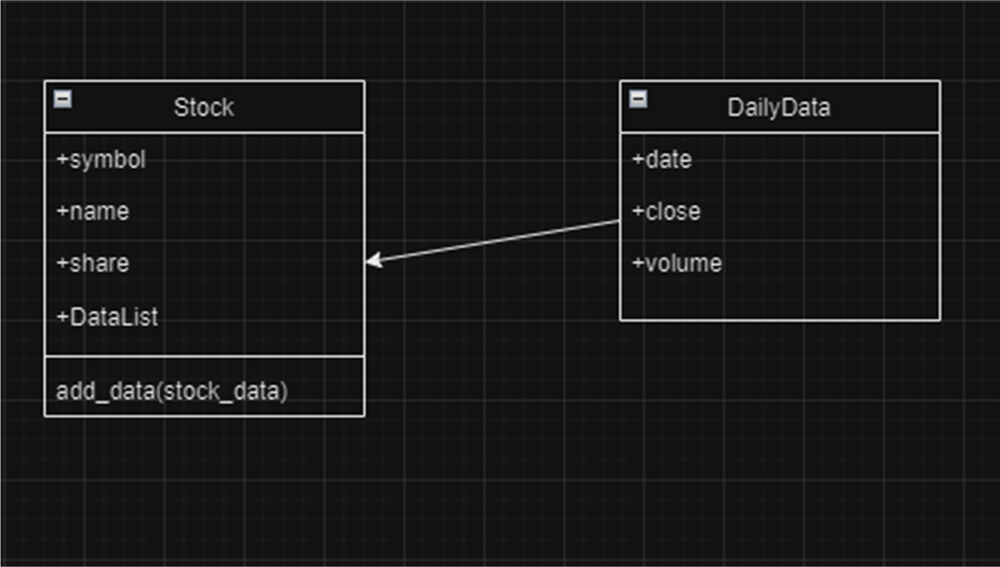 Stock
+symbol
+name
+share
+DataList
add_data(stock_data)
DailyData
+date
+close
+volume